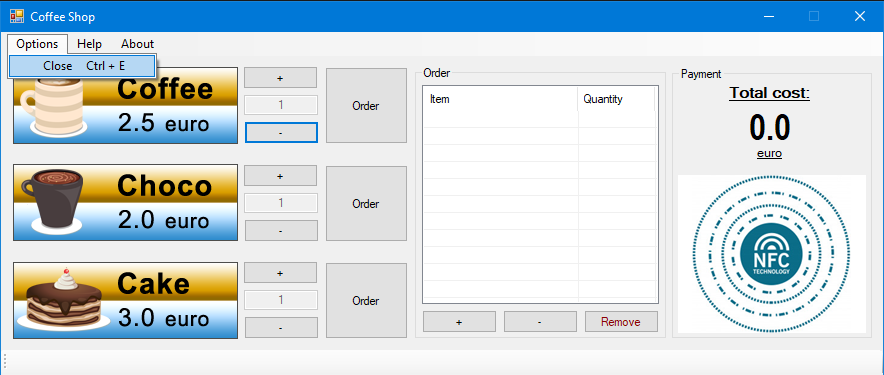 Coffee Shop
Options Help About
Close Ctrl + E
Coffee
2.5 euro
+
1
-
Order
Choco
2.0 euro
+
1
-
Order
Cake
3.0 euro
+
1
-
Order
Order
Item Quantity
+ - Remove
Payment
Total cost:
0.0
euro
NFC
TECHNOLOGY